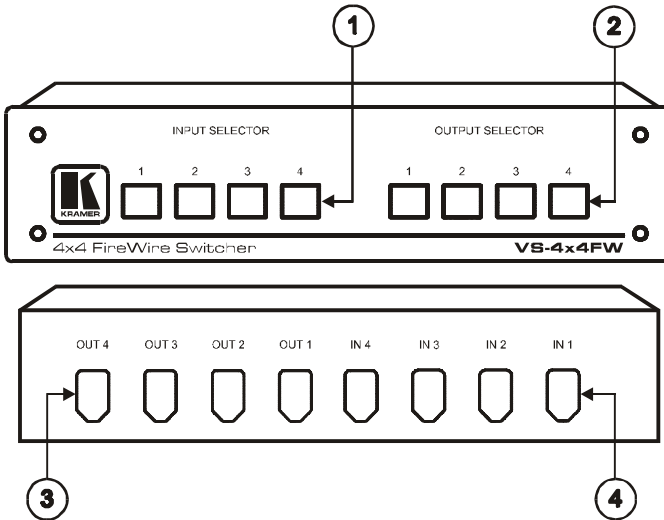 1 2
INPUT SELECTOR OUTPUT SELECTOR
1 2 3 4 1 2 3 4
K
KRAMER
4x4 FireWire Switcher VS-4x4FW
OUT 4 OUT 3 OUT 2 OUT 1 IN 4 IN 3 IN 2 IN 1
3 4